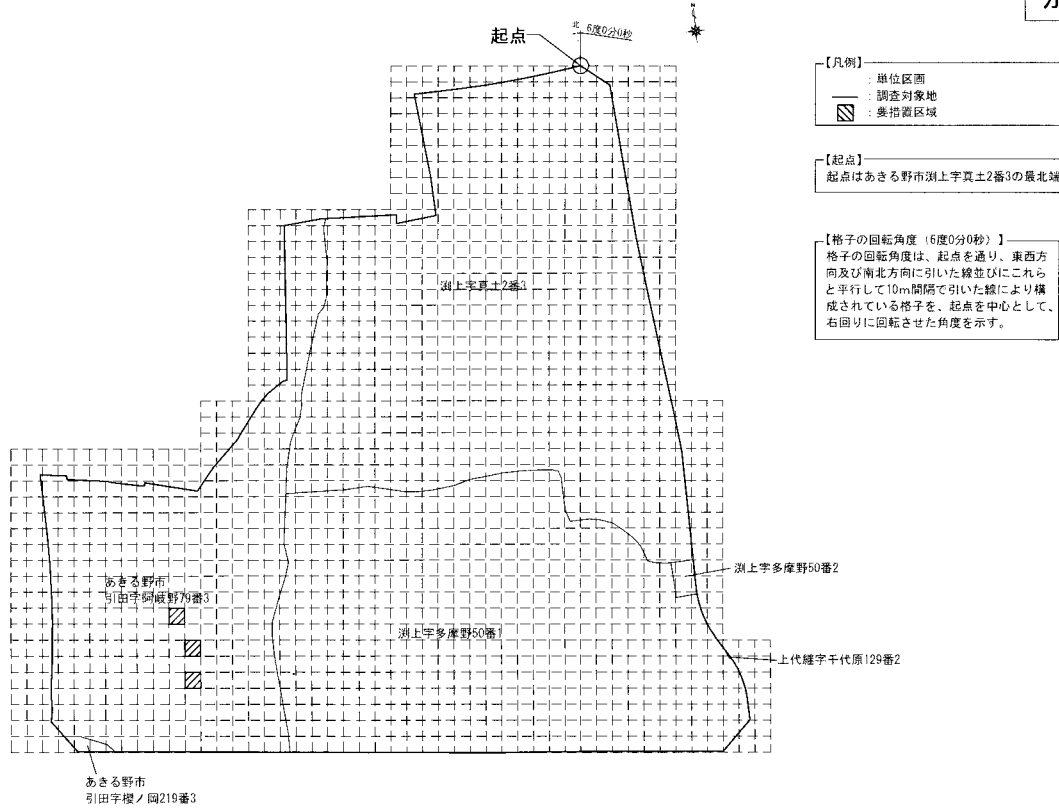 起点
北
6度0分0秒
N
【凡例】
：単位区画
：調査対象地
：要措置区域
【起点】
起点はあきる野市渕上字真土2番3の最北端
【格子の回転角度（6度0分0秒）】
格子の回転角度は、起点を通り、東西方
向及び南北方向に引いた線並びにこれら
と平行して10m間隔で引いた線により構
成されている格子を、起点を中心として、
右回りに回転させた角度を示す。
渕上字真土2番3
渕上字多摩野50番2
あきる野市
引田字阿岐野79番3
渕上字多摩野50番1
上代継字千代原129番2
あきる野市
引田字櫻ノ岡219番3